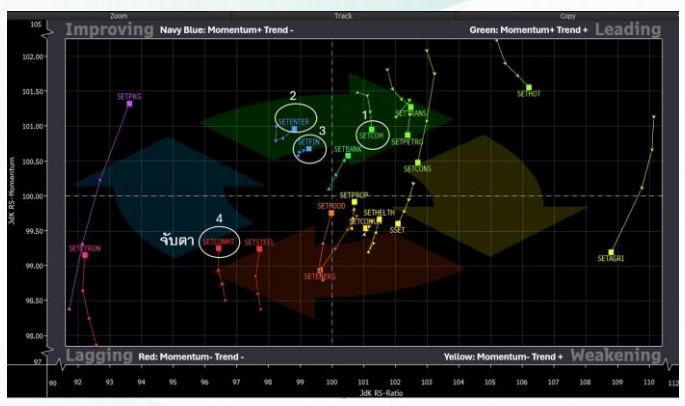 Zoom Track Copy
105
Improving Navy Blue: Momentum+ Trend - Green: Momentum+ Trend + Leading
102.00
101.50
101.00
100.50
100.00
99.50
99.00
98.50
98.00
97
JdK RS-Momentum
SETPKG
SETHOT
2
SETENTER
3
SETFIN
1
SETCOM
SETTRANS
SETPETRO
SETBANK
SETCONS
SETPROP
SETFOOD
SETHELTH
SSET
4
จับตา
SETCONMT
SETSTEEL
SETETRON
SETENERG
SETAGRI
Lagging Red: Momentum- Trend - Yellow: Momentum- Trend + Weakening
90 92 93 94 95 96 97 98 99 100 101 102 103 104 105 106 107 108 109 110 112
JdK RS-Ratio